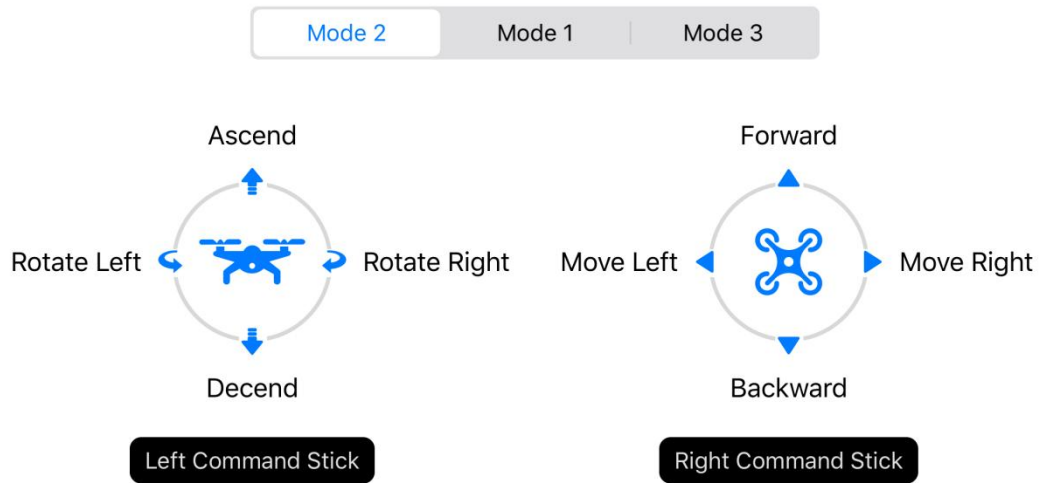 Mode 2 Mode 1 Mode 3
Ascend Forward
Rotate Left Rotate Right Move Left Move Right
Decend Backward
Left Command Stick Right Command Stick